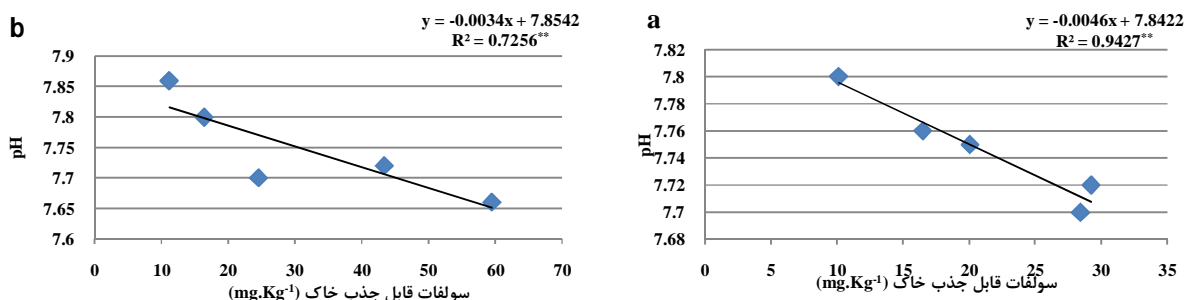 b
y = -0.0034x + 7.8542
R² = 0.7256**
7.9
7.85
7.8
7.75
7.7
7.65
7.6
pH
0 10 20 30 40 50 60 70
سولفات قابل جذب خاک (mg.Kg⁻¹)
a
y = -0.0046x + 7.8422
R² = 0.9427**
7.82
7.8
7.78
7.76
7.74
7.72
7.7
7.68
pH
0 5 10 15 20 25 30 35
سولفات قابل جذب خاک (mg.Kg⁻¹)